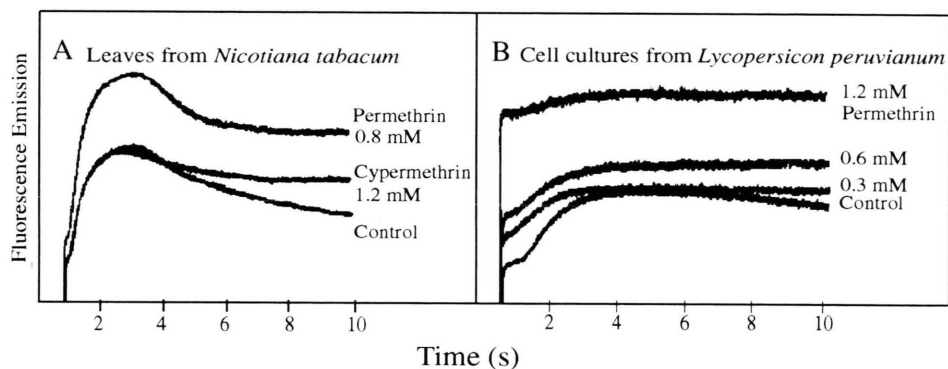 Fluorescence Emission
A Leaves from Nicotiana tabacum
Permethrin
0.8 mM
Cypermethrin
1.2 mM
Control
2 4 6 8 10
B Cell cultures from Lycopersicon peruvianum
1.2 mM
Permethrin
0.6 mM
0.3 mM
Control
2 4 6 8 10
Time (s)